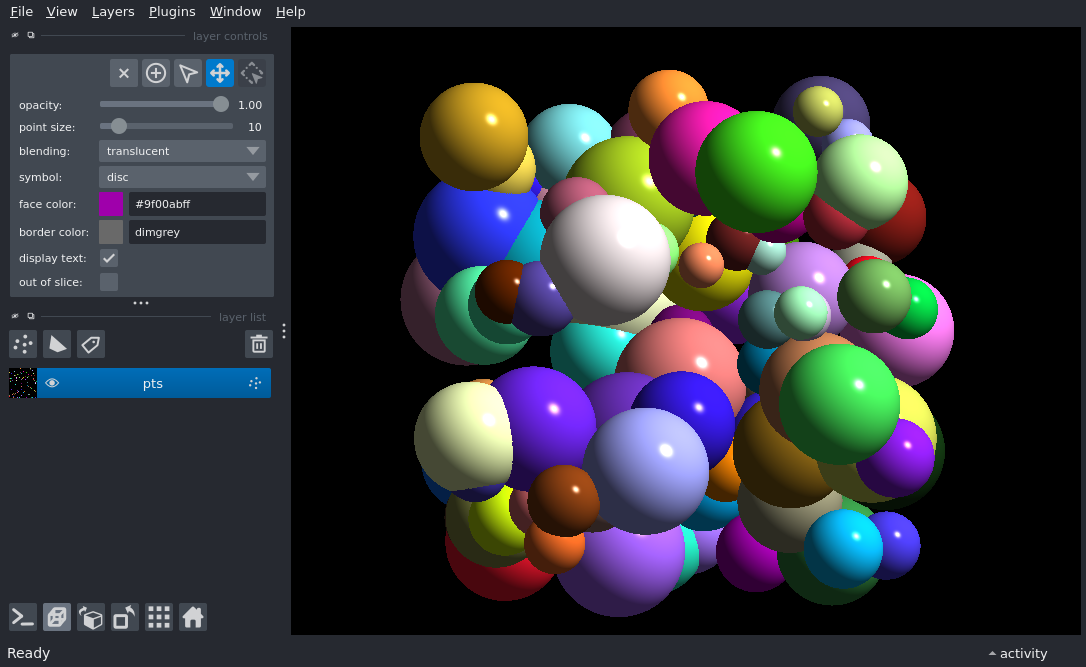 File View Layers Plugins Window Help
layer controls
opacity: 1.00
point size: 10
blending: translucent
symbol: disc
face color: #9f00abff
border color: dimgrey
display text:
out of slice:
layer list
pts
Ready activity